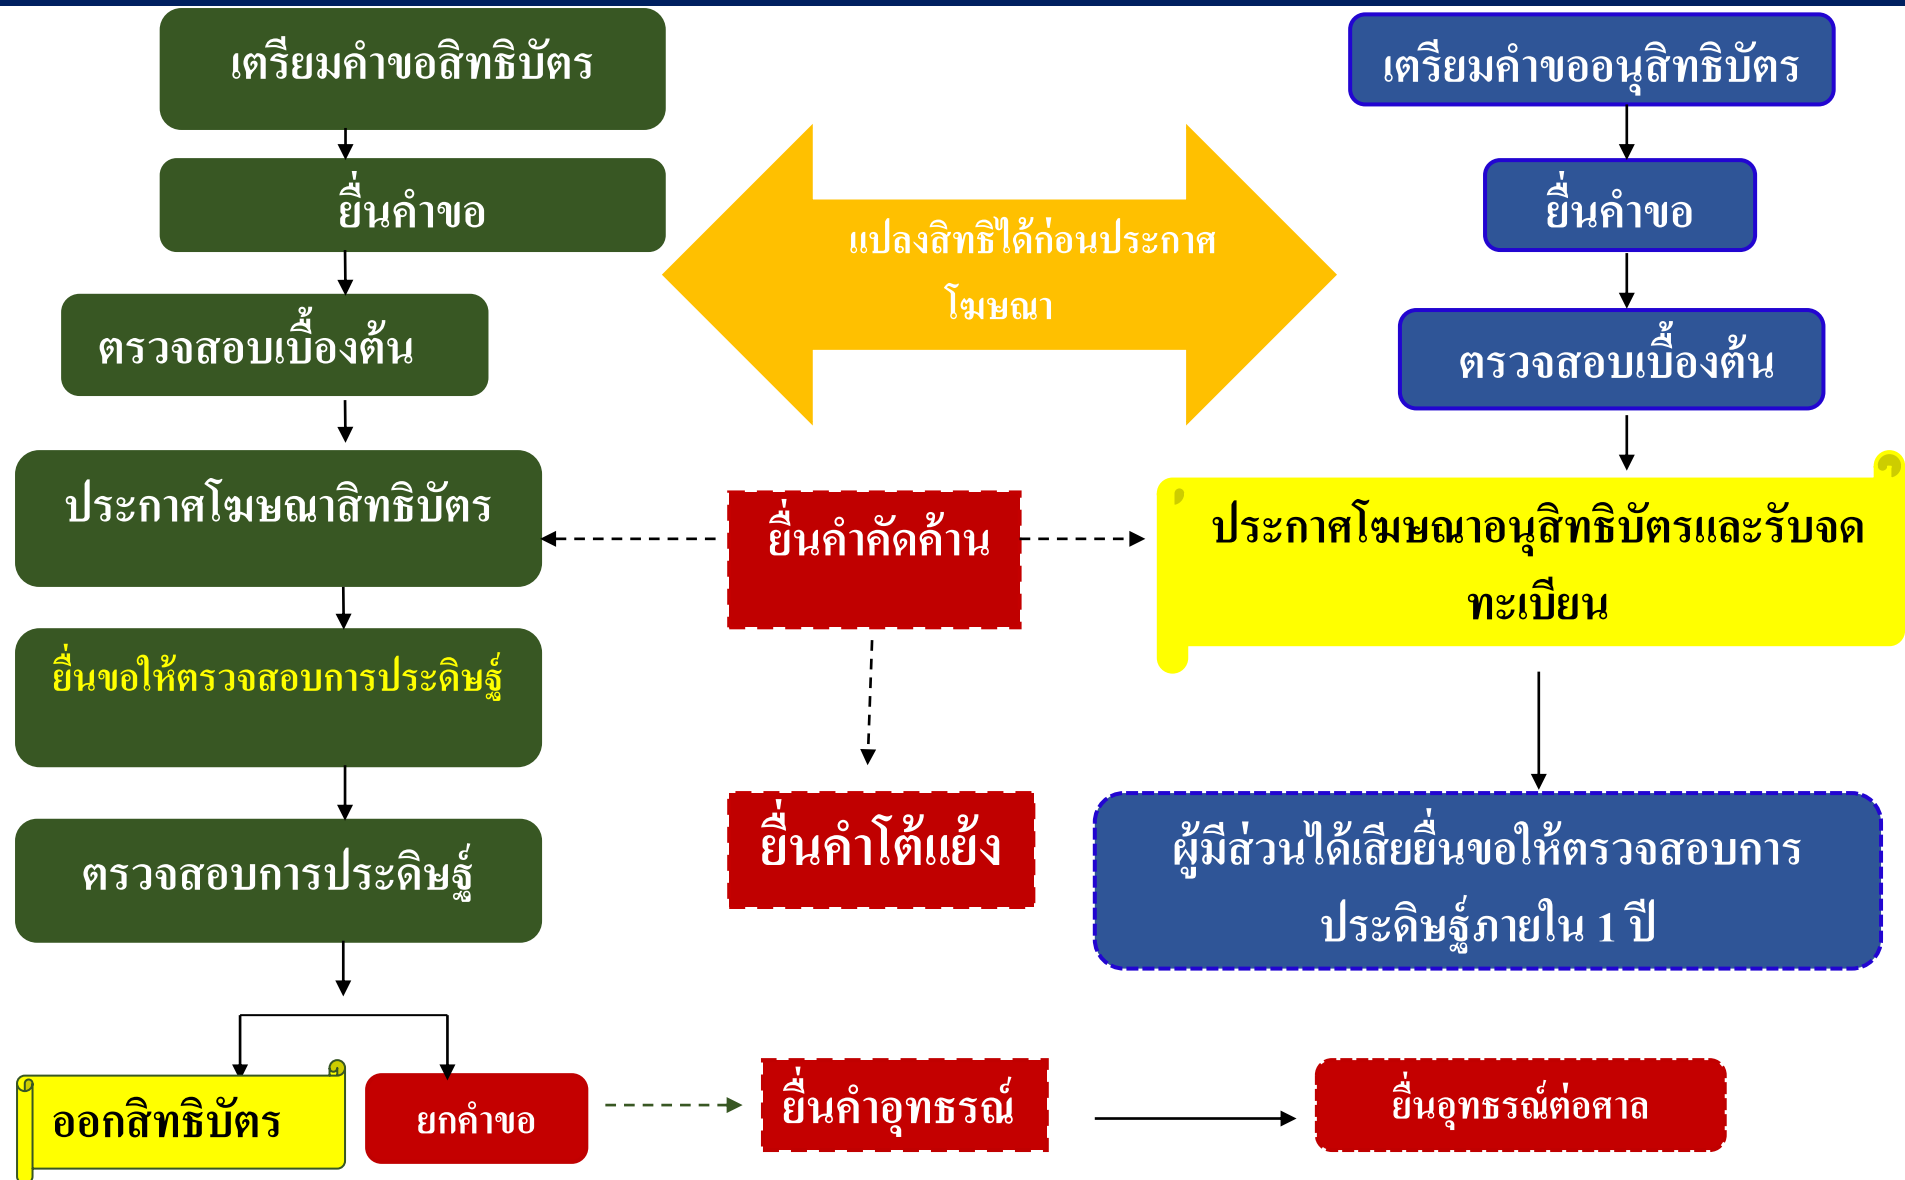 เตรียมคำขอสิทธิบัตร
เตรียมคำขออนุสิทธิบัตร
ยื่นคำขอ
ยื่นคำขอ
แปลงสิทธิได้ก่อนประกาศ
โฆษณา
ตรวจสอบเบื้องต้น
ตรวจสอบเบื้องต้น
ประกาศโฆษณาสิทธิบัตร
ยื่นคำคัดค้าน
ประกาศโฆษณาอนุสิทธิบัตรและรับจด
ทะเบียน
ยื่นขอให้ตรวจสอบการประดิษฐ์
ตรวจสอบการประดิษฐ์
ยื่นคำโต้แย้ง
ผู้มีส่วนได้เสียยื่นขอให้ตรวจสอบการ
ประดิษฐ์ภายใน 1 ปี
ออกสิทธิบัตร
ยกคำขอ
ยื่นคำอุทธรณ์
ยื่นอุทธรณ์ต่อศาล